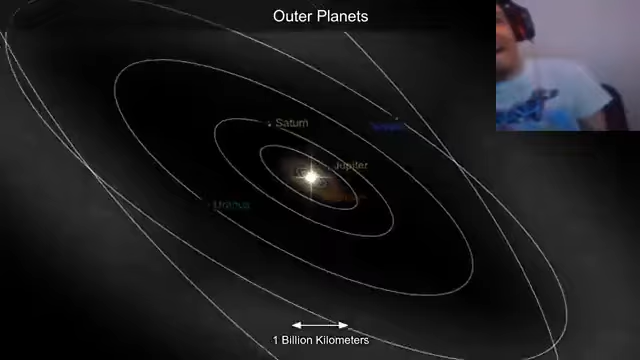 Outer Planets
Saturn
Jupiter
Uranus
1 Billion Kilometers